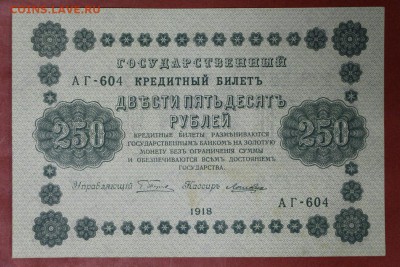 COINS.LAVE.RU
ГОСУДАРСТВЕННЫЙ
АГ-604 КРЕДИТНЫЙ БИЛЕТЪ
ДВѢСТИ ПЯТЬДЕСЯТЪ
РУБЛЕЙ
250 250
КРЕДИТНЫЕ БИЛЕТЫ РАЗМѢНИВАЮТСЯ
ГОСУДАРСТВЕННЫМЪ БАНКОМЪ НА ЗОЛОТУЮ
МОНЕТУ БЕЗЪ ОГРАНИЧЕНІЯ СУММЫ
И ОБЕЗПЕЧИВАЮТСЯ ВСѢМЪ ДОСТОЯНІЕМЪ
ГОСУДАРСТВА
Управляющій Кассиръ
1918
АГ-604